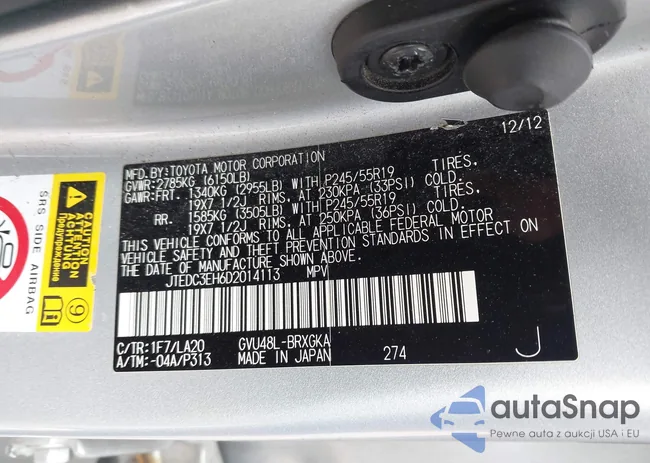 12/12
MFD. BY: TOYOTA MOTOR CORPORATION
GVWR: 2785KG (6150LB)
GAWR: FRT. 1340KG (2955LB) WITH P245/55R19 TIRES,
19X7 1/2J RIMS, AT 230KPA (33PSI) COLD.
RR. 1585KG (3505LB) WITH P245/55R19 TIRES,
19X7 1/2J RIMS, AT 250KPA (36PSI) COLD.
THIS VEHICLE CONFORMS TO ALL APPLICABLE FEDERAL MOTOR
VEHICLE SAFETY AND THEFT PREVENTION STANDARDS IN EFFECT ON
THE DATE OF MANUFACTURE SHOWN ABOVE.
JTEDC3EH6D2014113 MPV
C/TR: 1F7/LA20 GVU48L-BRXGKA
A/TM: -04A/P313 MADE IN JAPAN 274 J
SRS SIDE AIRBAG
CAUTION
ATTENTION
Предупреждение
9
autoSnap
Pewne auta z aukcji USA i EU